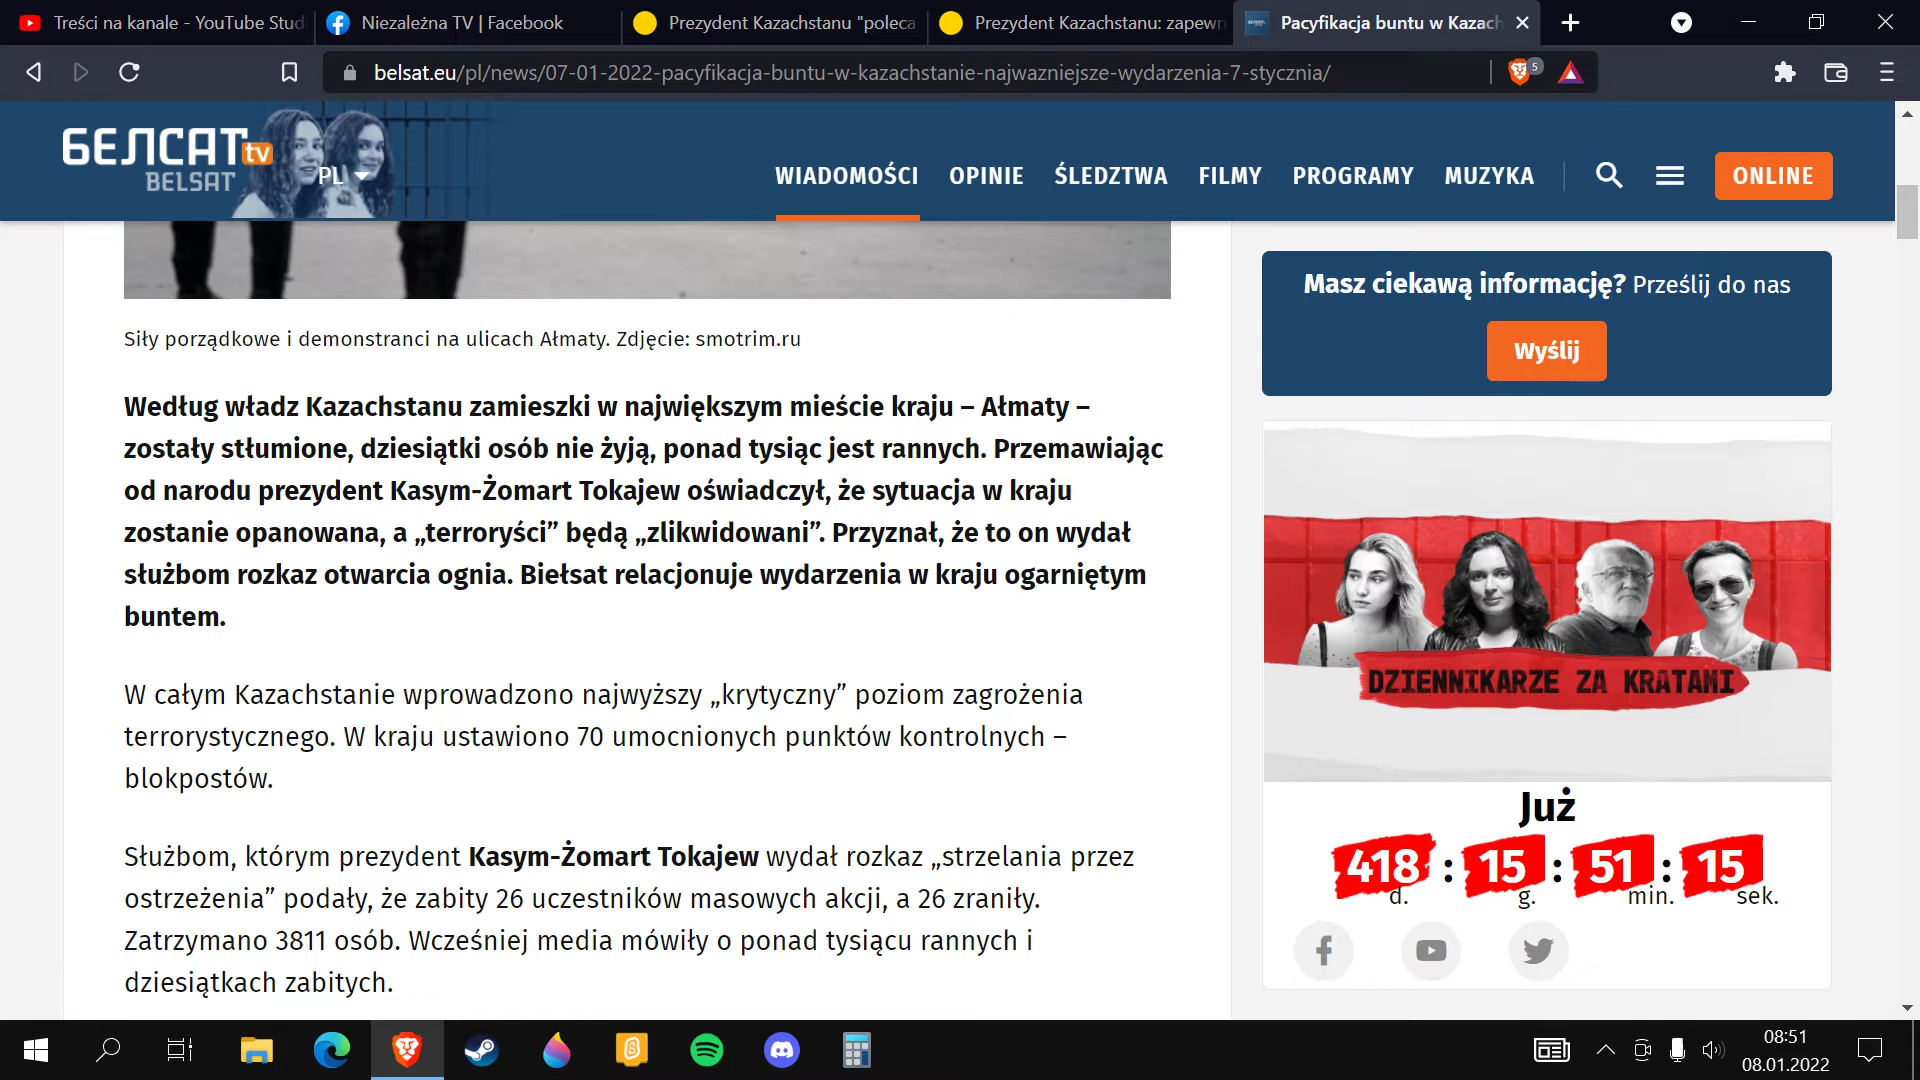 Treści na kanale - YouTube Stud
Niezależna TV | Facebook
Prezydent Kazachstanu "poleca
Prezydent Kazachstanu: zapewn
Pacyfikacja buntu w Kazach
belsat.eu/pl/news/07-01-2022-pacyfikacja-buntu-w-kazachstanie-najwazniejsze-wydarzenia-7-stycznia/
5
БЕЛСАТ tv
BELSAT
PL
WIADOMOŚCI
OPINIE
ŚLEDZTWA
FILMY
PROGRAMY
MUZYKA
ONLINE
Siły porządkowe i demonstranci na ulicach Ałmaty. Zdjęcie: smotrim.ru
Według władz Kazachstanu zamieszki w największym mieście kraju – Ałmaty –
zostały stłumione, dziesiątki osób nie żyją, ponad tysiąc jest rannych. Przemawiając
od narodu prezydent Kasym-Żomart Tokajew oświadczył, że sytuacja w kraju
zostanie opanowana, a „terroryści” będą „zlikwidowani”. Przyznał, że to on wydał
służbom rozkaz otwarcia ognia. Biełsat relacjonuje wydarzenia w kraju ogarniętym
buntem.
W całym Kazachstanie wprowadzono najwyższy „krytyczny” poziom zagrożenia
terrorystycznego. W kraju ustawiono 70 umocnionych punktów kontrolnych –
blokpostów.
Służbom, którym prezydent Kasym-Żomart Tokajew wydał rozkaz „strzelania przez
ostrzeżenia” podały, że zabity 26 uczestników masowych akcji, a 26 zraniły.
Zatrzymano 3811 osób. Wcześniej media mówiły o ponad tysiącu rannych i
dziesiątkach zabitych.
Masz ciekawą informację? Prześlij do nas
Wyślij
DZIENNIKARZE ZA KRATAMI
Już
418 : 15 : 51 : 15
d. g. min. sek.
08:51
08.01.2022